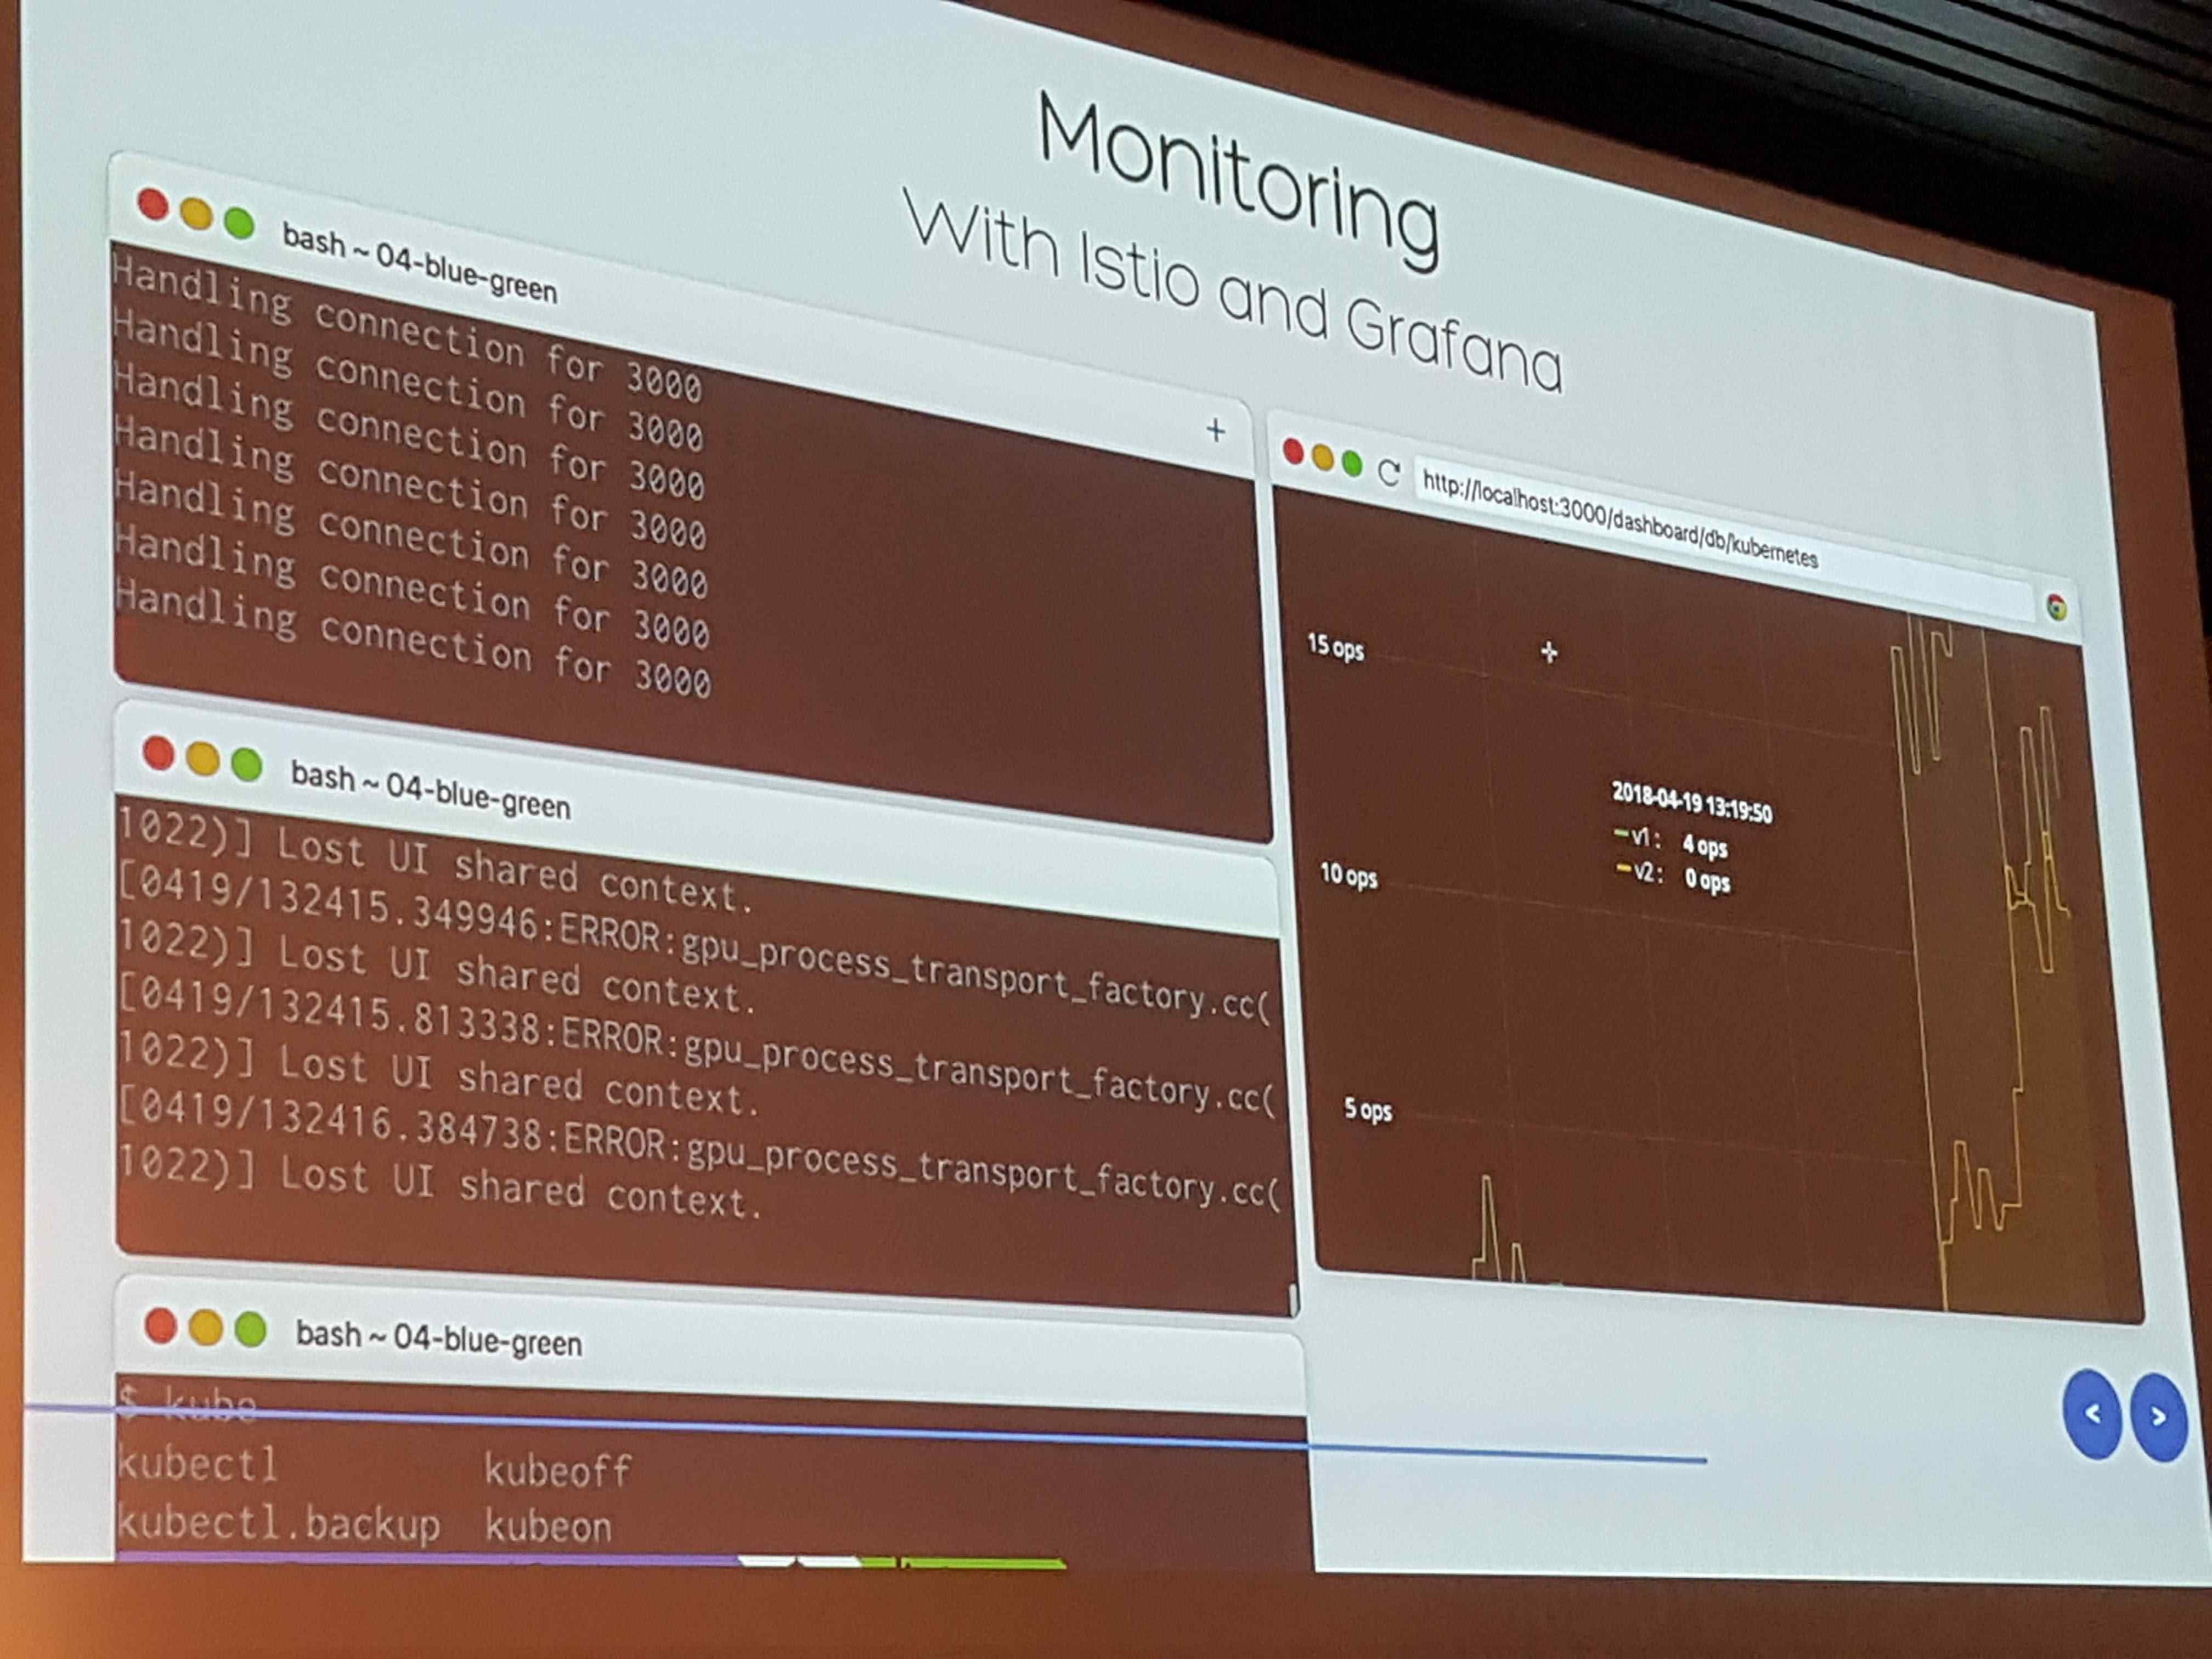 Monitoring
With Istio and Grafana
bash ~ 04-blue-green
+
Handling connection for 3000
Handling connection for 3000
Handling connection for 3000
Handling connection for 3000
Handling connection for 3000
Handling connection for 3000
Handling connection for 3000
bash ~ 04-blue-green
1022)] Lost UI shared context.
[0419/132415.349946:ERROR:gpu_process_transport_factory.cc(
1022)] Lost UI shared context.
[0419/132415.813338:ERROR:gpu_process_transport_factory.cc(
1022)] Lost UI shared context.
[0419/132416.384738:ERROR:gpu_process_transport_factory.cc(
1022)] Lost UI shared context.
bash ~ 04-blue-green
$ kube
kubectl kubeoff
kubectl.backup kubeon
http://localhost:3000/dashboard/db/kubernetes
15 ops
10 ops
5 ops
2018-04-19 13:19:50
v1: 4 ops
v2: 0 ops
< >